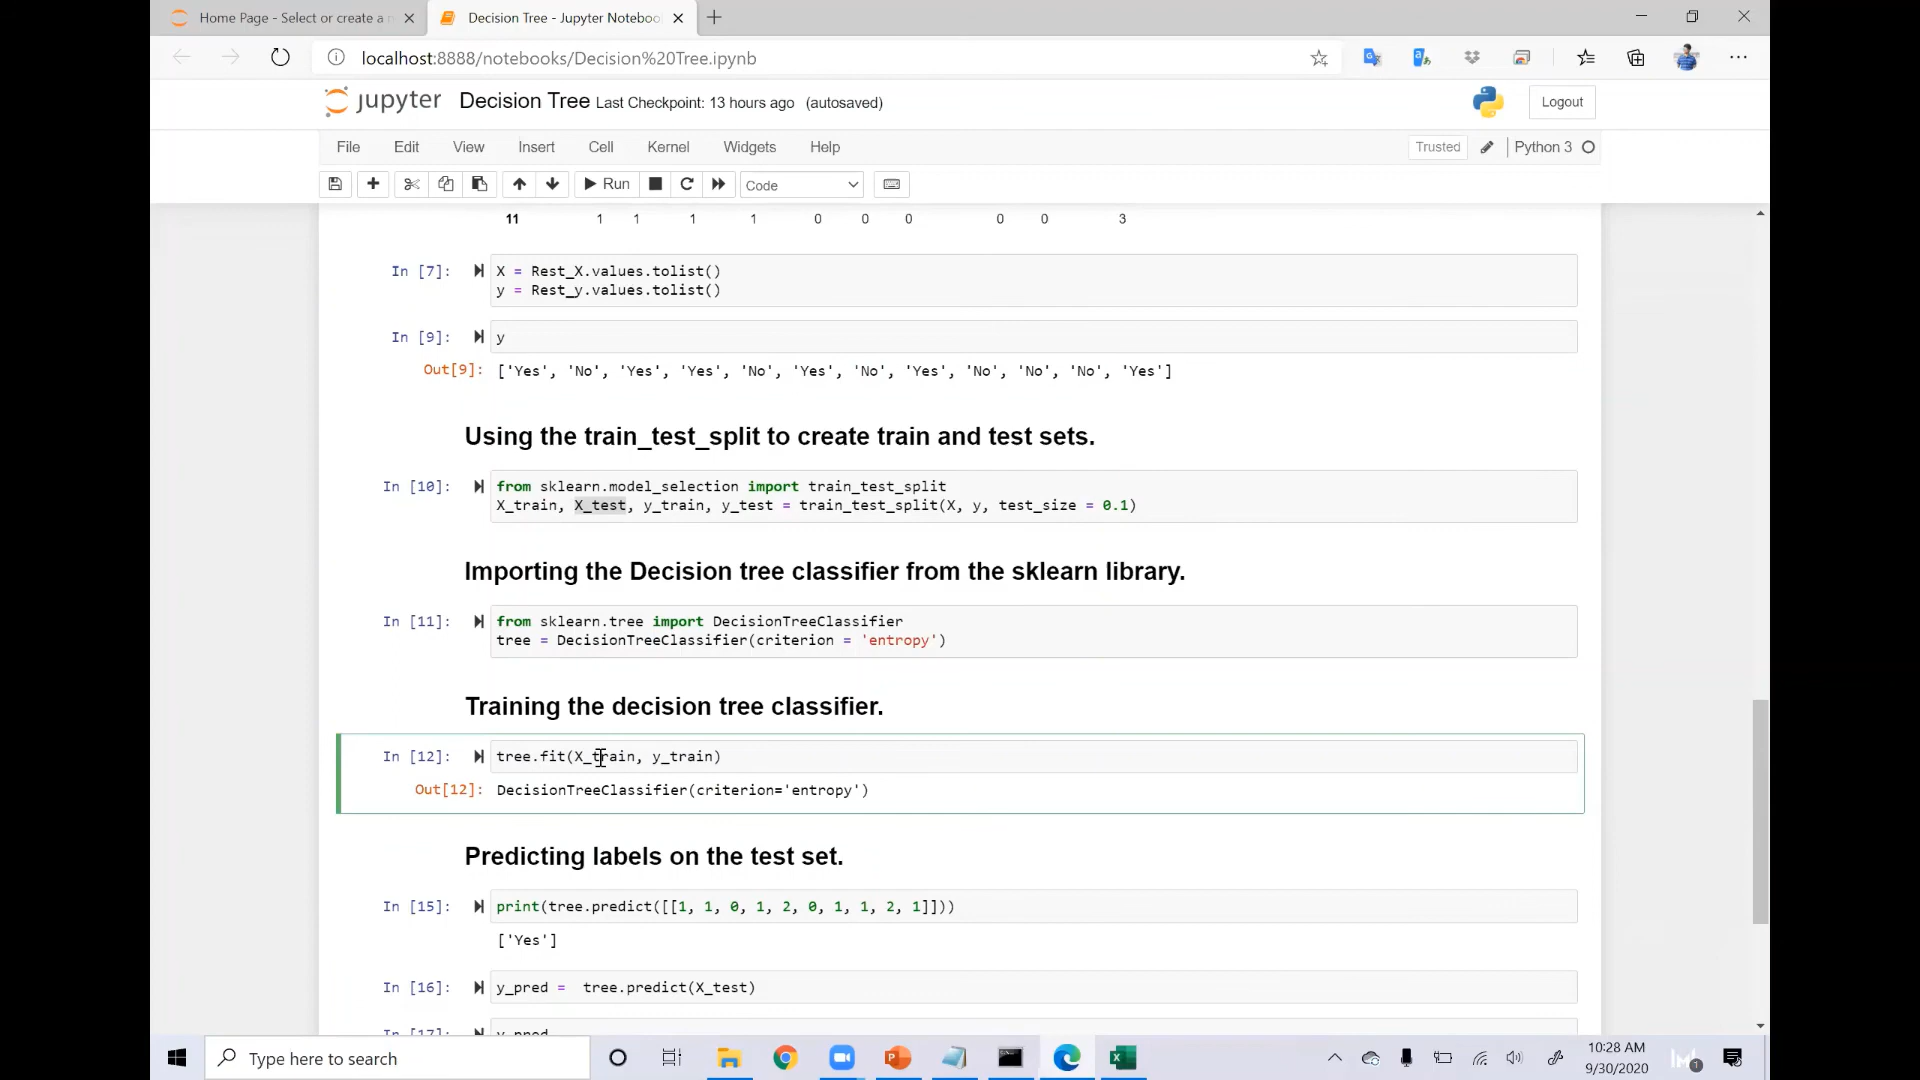 Home Page - Select or create a n
Decision Tree - Jupyter Noteboo
localhost:8888/notebooks/Decision%20Tree.ipynb
jupyter Decision Tree Last Checkpoint: 13 hours ago (autosaved)
Logout
File Edit View Insert Cell Kernel Widgets Help
Trusted Python 3
Run Code
11 1 1 1 1 0 0 0 0 0 3
In [7]: X = Rest_X.values.tolist()
y = Rest_y.values.tolist()
In [9]: y
Out[9]: ['Yes', 'No', 'Yes', 'Yes', 'No', 'Yes', 'No', 'Yes', 'No', 'No', 'No', 'Yes']
Using the train_test_split to create train and test sets.
In [10]: from sklearn.model_selection import train_test_split
X_train, X_test, y_train, y_test = train_test_split(X, y, test_size = 0.1)
Importing the Decision tree classifier from the sklearn library.
In [11]: from sklearn.tree import DecisionTreeClassifier
tree = DecisionTreeClassifier(criterion = 'entropy')
Training the decision tree classifier.
In [12]: tree.fit(X_train, y_train)
Out[12]: DecisionTreeClassifier(criterion='entropy')
Predicting labels on the test set.
In [15]: print(tree.predict([[1, 1, 0, 1, 2, 0, 1, 1, 2, 1]]))
['Yes']
In [16]: y_pred = tree.predict(X_test)
In [17]: y_pred
Type here to search
10:28 AM
9/30/2020
1